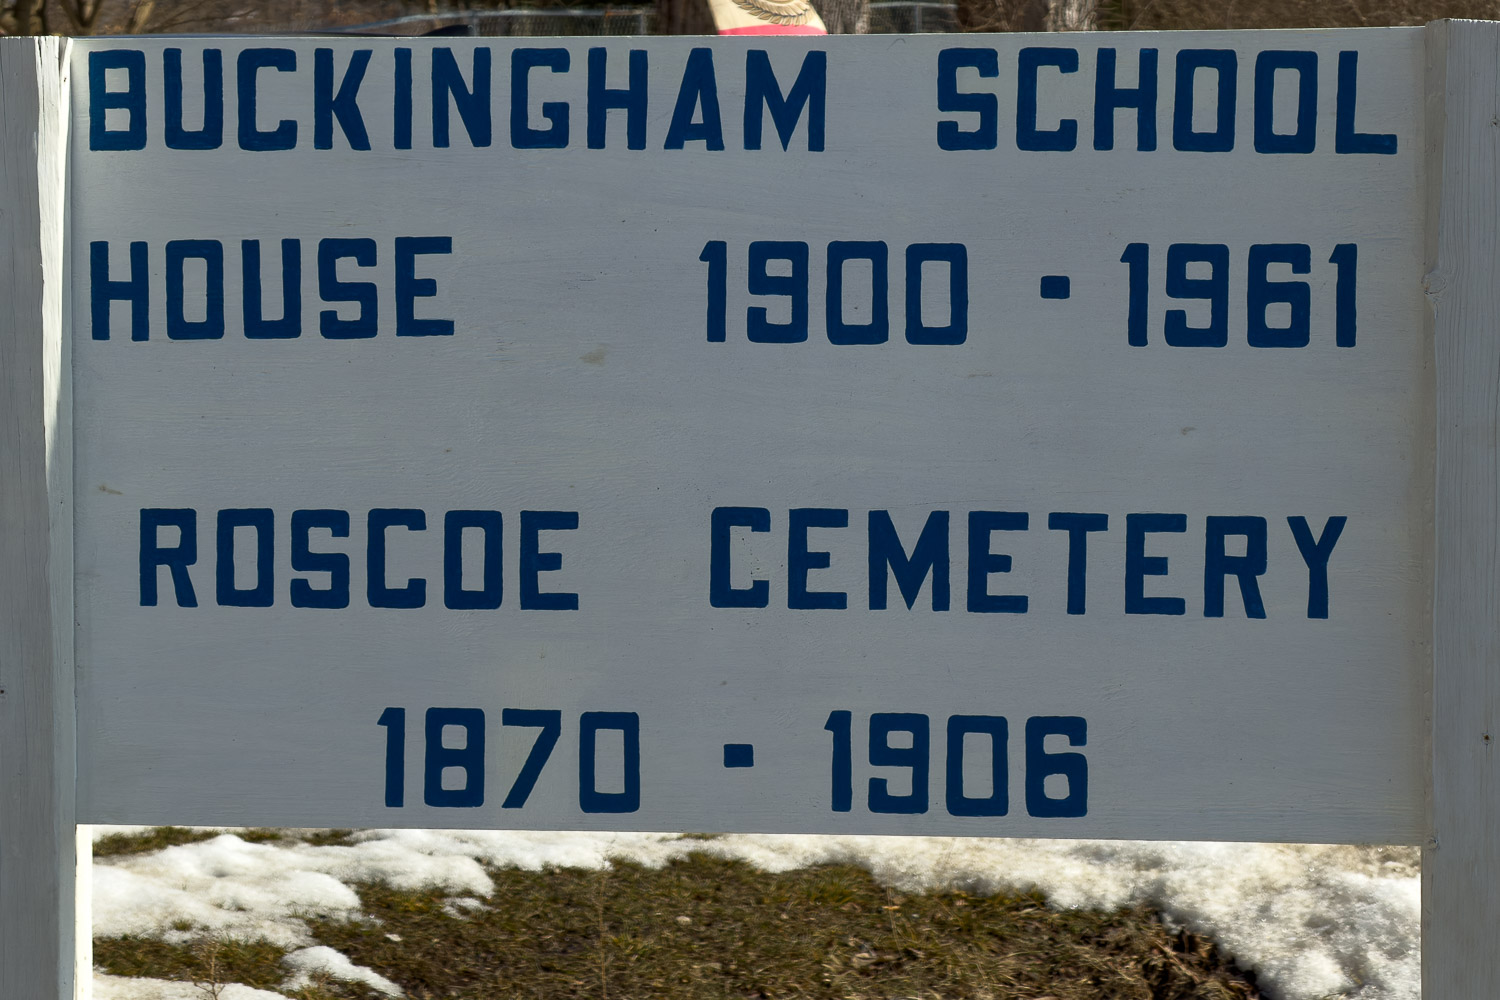 BUCKINGHAM SCHOOL
HOUSE 1900 - 1961
ROSCOE CEMETERY
1870 - 1906